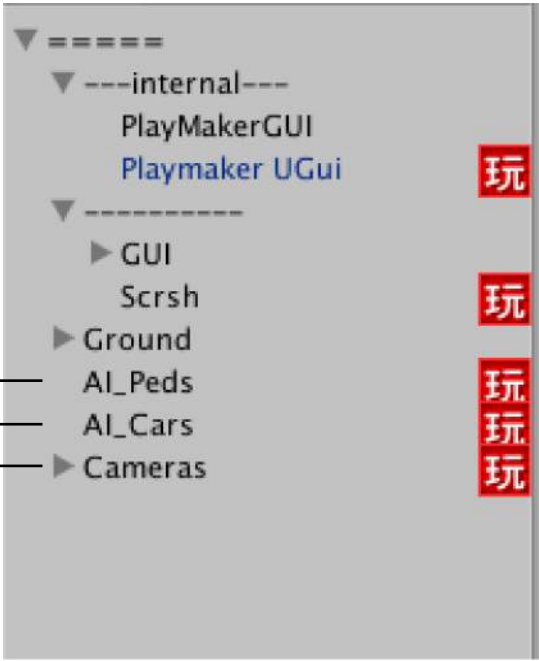 =====
---internal---
PlayMakerGUI
Playmaker UGui 玩
----------
GUI
Scrsh 玩
Ground
AI_Peds 玩
AI_Cars 玩
Cameras 玩